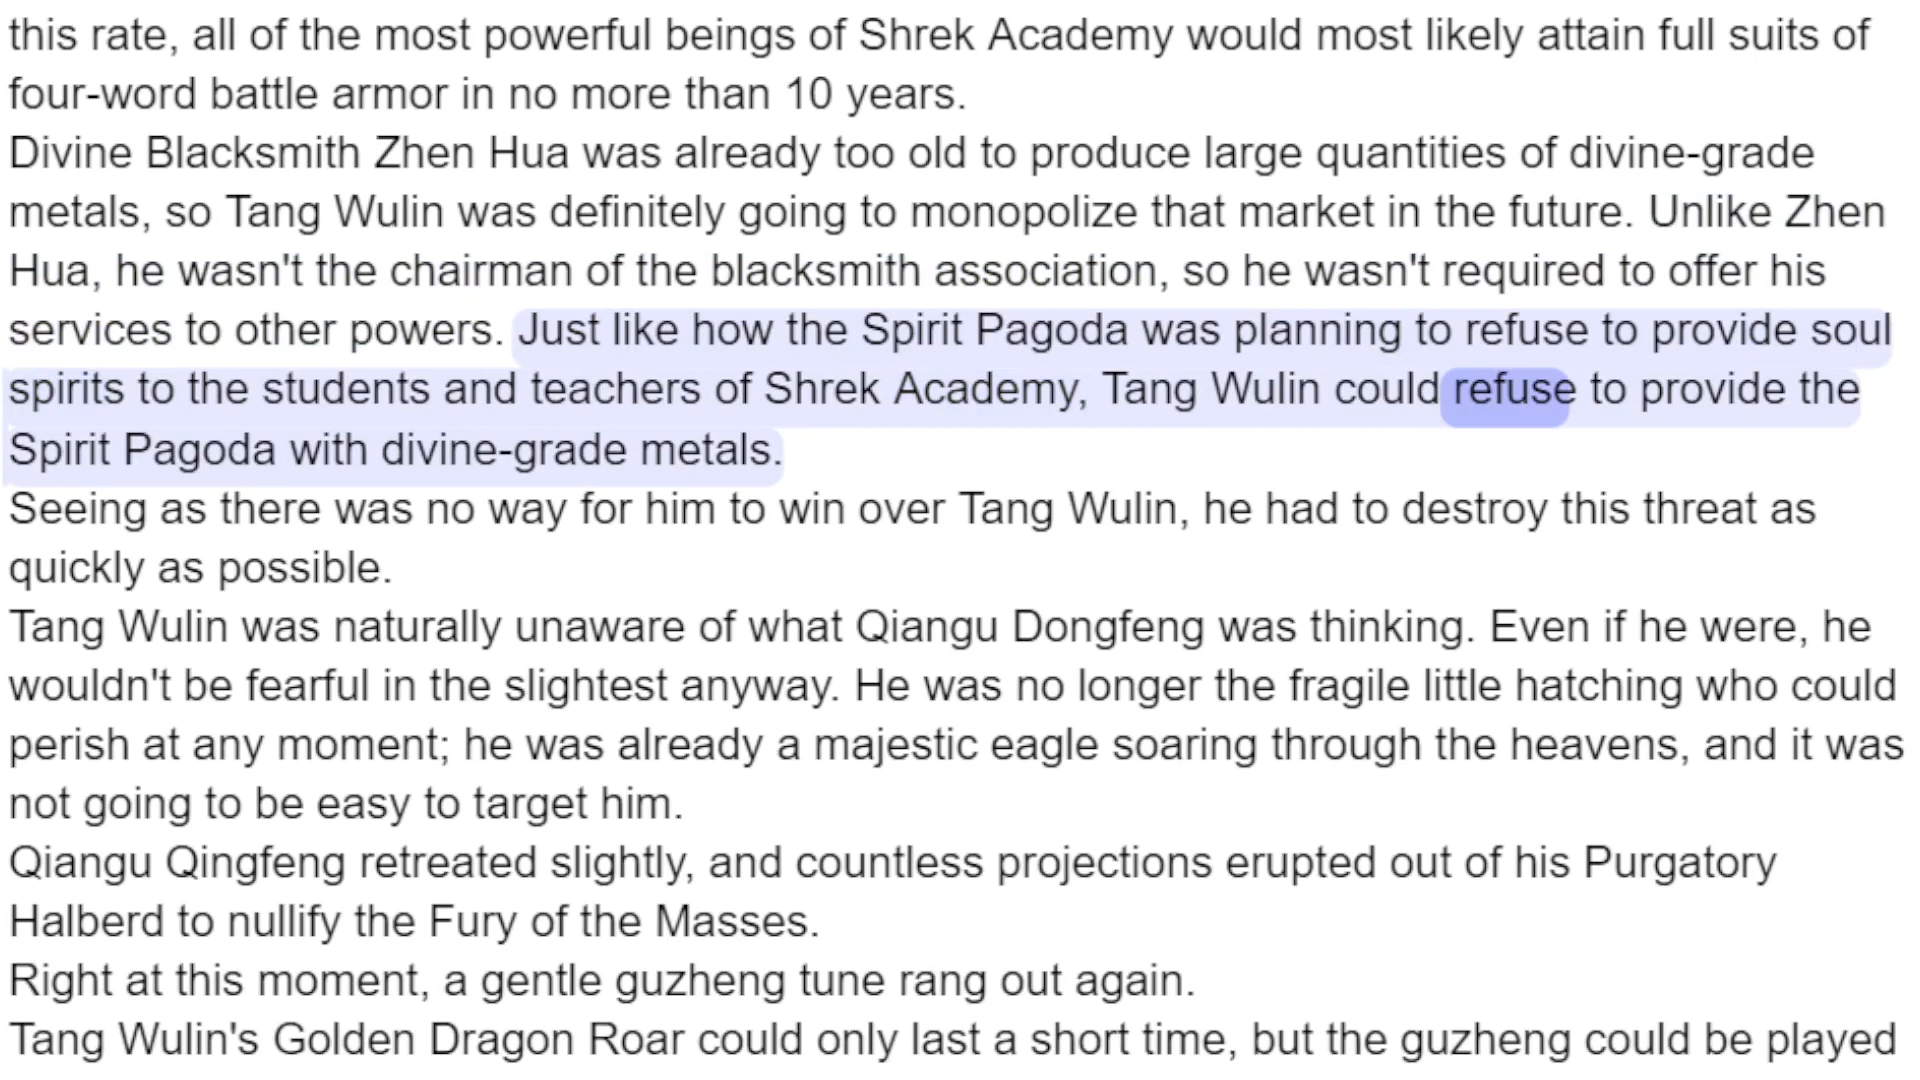 this rate, all of the most powerful beings of Shrek Academy would most likely attain full suits of
four-word battle armor in no more than 10 years.
Divine Blacksmith Zhen Hua was already too old to produce large quantities of divine-grade
metals, so Tang Wulin was definitely going to monopolize that market in the future. Unlike Zhen
Hua, he wasn't the chairman of the blacksmith association, so he wasn't required to offer his
services to other powers. Just like how the Spirit Pagoda was planning to refuse to provide soul
spirits to the students and teachers of Shrek Academy, Tang Wulin could refuse to provide the
Spirit Pagoda with divine-grade metals.
Seeing as there was no way for him to win over Tang Wulin, he had to destroy this threat as
quickly as possible.
Tang Wulin was naturally unaware of what Qiangu Dongfeng was thinking. Even if he were, he
wouldn't be fearful in the slightest anyway. He was no longer the fragile little hatching who could
perish at any moment; he was already a majestic eagle soaring through the heavens, and it was
not going to be easy to target him.
Qiangu Qingfeng retreated slightly, and countless projections erupted out of his Purgatory
Halberd to nullify the Fury of the Masses.
Right at this moment, a gentle guzheng tune rang out again.
Tang Wulin's Golden Dragon Roar could only last a short time, but the guzheng could be played